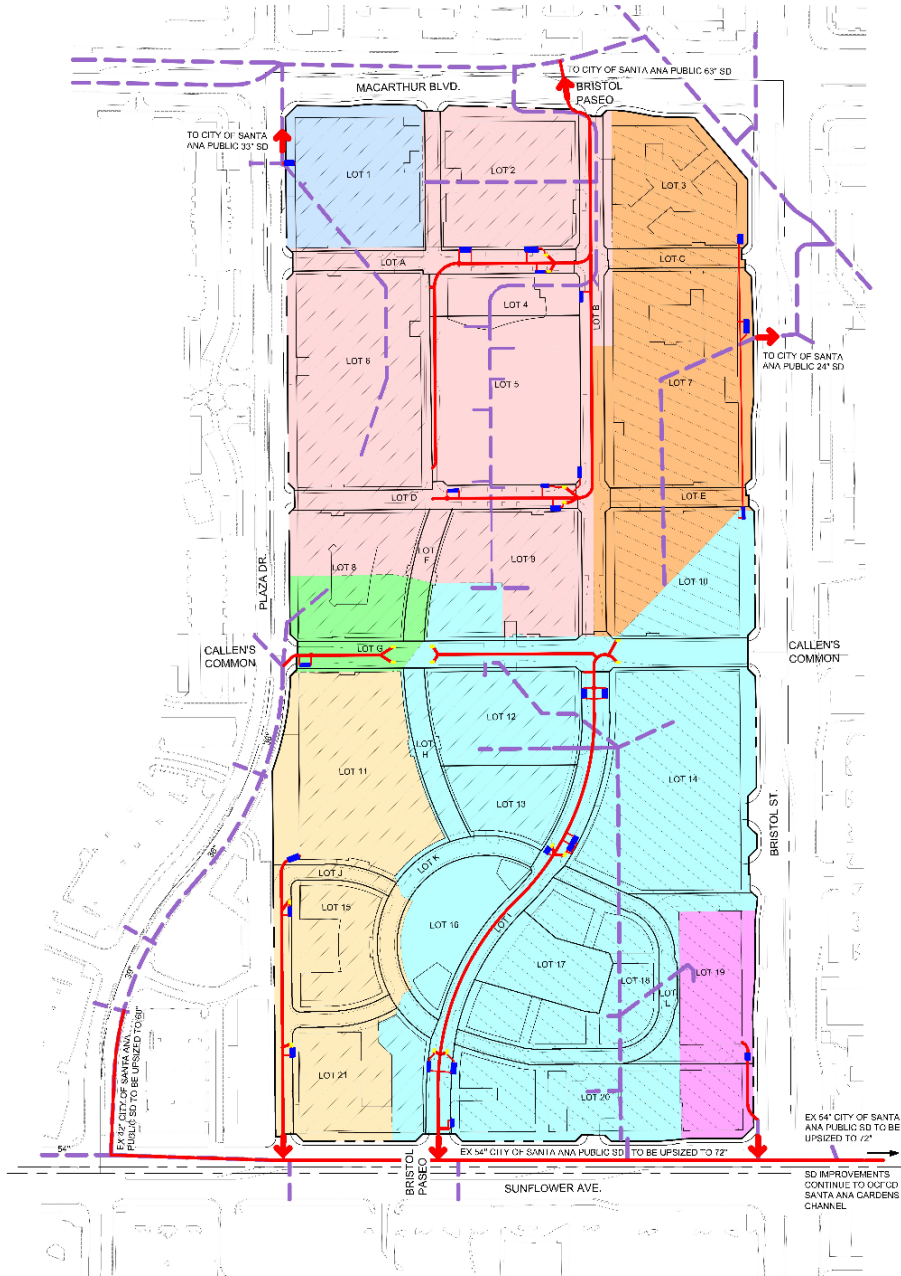 TO CITY OF SANTA ANA PUBLIC 63" SD
MACARTHUR BLVD.
BRISTOL
PASEO
TO CITY OF SANTA
ANA PUBLIC 33" SD
LOT 1
LOT 2
LOT 3
LOT A
LOT C
LOT 4
LOT B
LOT 6
LOT 5
LOT 7
TO CITY OF SANTA
ANA PUBLIC 24" SD
LOT D
LOT E
LOT
F
LOT 8
LOT 9
LOT 10
PLAZA DR.
CALLEN'S
COMMON
LOT G
CALLEN'S
COMMON
LOT 12
36"
LOT
H
LOT 11
LOT 14
LOT 13
BRISTOL ST.
36"
LOT K
LOT J
LOT 15
LOT 16
LOT I
LOT 17
LOT 18
LOT
L
LOT 19
39"
EX 42" CITY OF SANTA ANA
PUBLIC SD TO BE UPSIZED TO 60"
LOT 21
LOT 20
EX 54" CITY OF SANTA
ANA PUBLIC SD TO BE
UPSIZED TO 72"
54"
EX 54" CITY OF SANTA ANA PUBLIC SD TO BE UPSIZED TO 72"
BRISTOL
PASEO
SUNFLOWER AVE.
SD IMPROVEMENTS
CONTINUE TO OCFCD
SANTA ANA GARDENS
CHANNEL